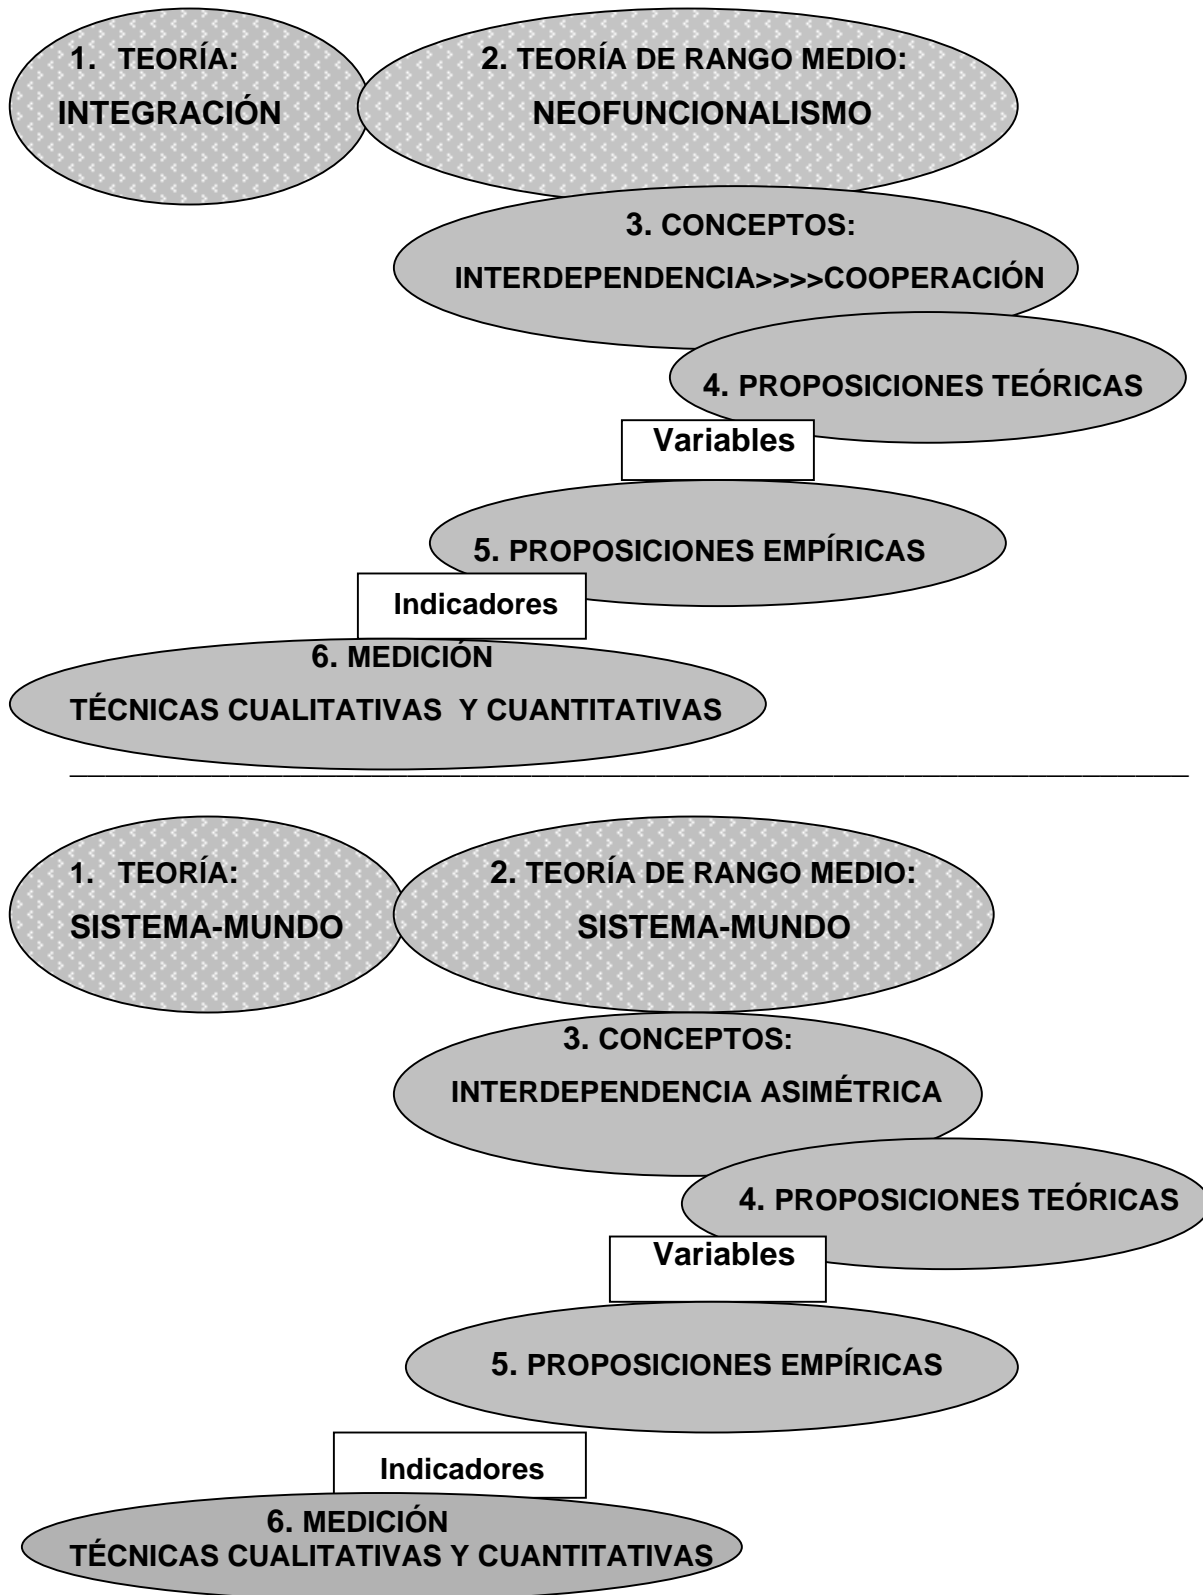 1. TEORÍA:
INTEGRACIÓN
2. TEORÍA DE RANGO MEDIO:
NEOFUNCIONALISMO
3. CONCEPTOS:
INTERDEPENDENCIA>>>>COOPERACIÓN
4. PROPOSICIONES TEÓRICAS
Variables
5. PROPOSICIONES EMPÍRICAS
Indicadores
6. MEDICIÓN
TÉCNICAS CUALITATIVAS Y CUANTITATIVAS
1. TEORÍA:
SISTEMA-MUNDO
2. TEORÍA DE RANGO MEDIO:
SISTEMA-MUNDO
3. CONCEPTOS:
INTERDEPENDENCIA ASIMÉTRICA
4. PROPOSICIONES TEÓRICAS
Variables
5. PROPOSICIONES EMPÍRICAS
Indicadores
6. MEDICIÓN
TÉCNICAS CUALITATIVAS Y CUANTITATIVAS